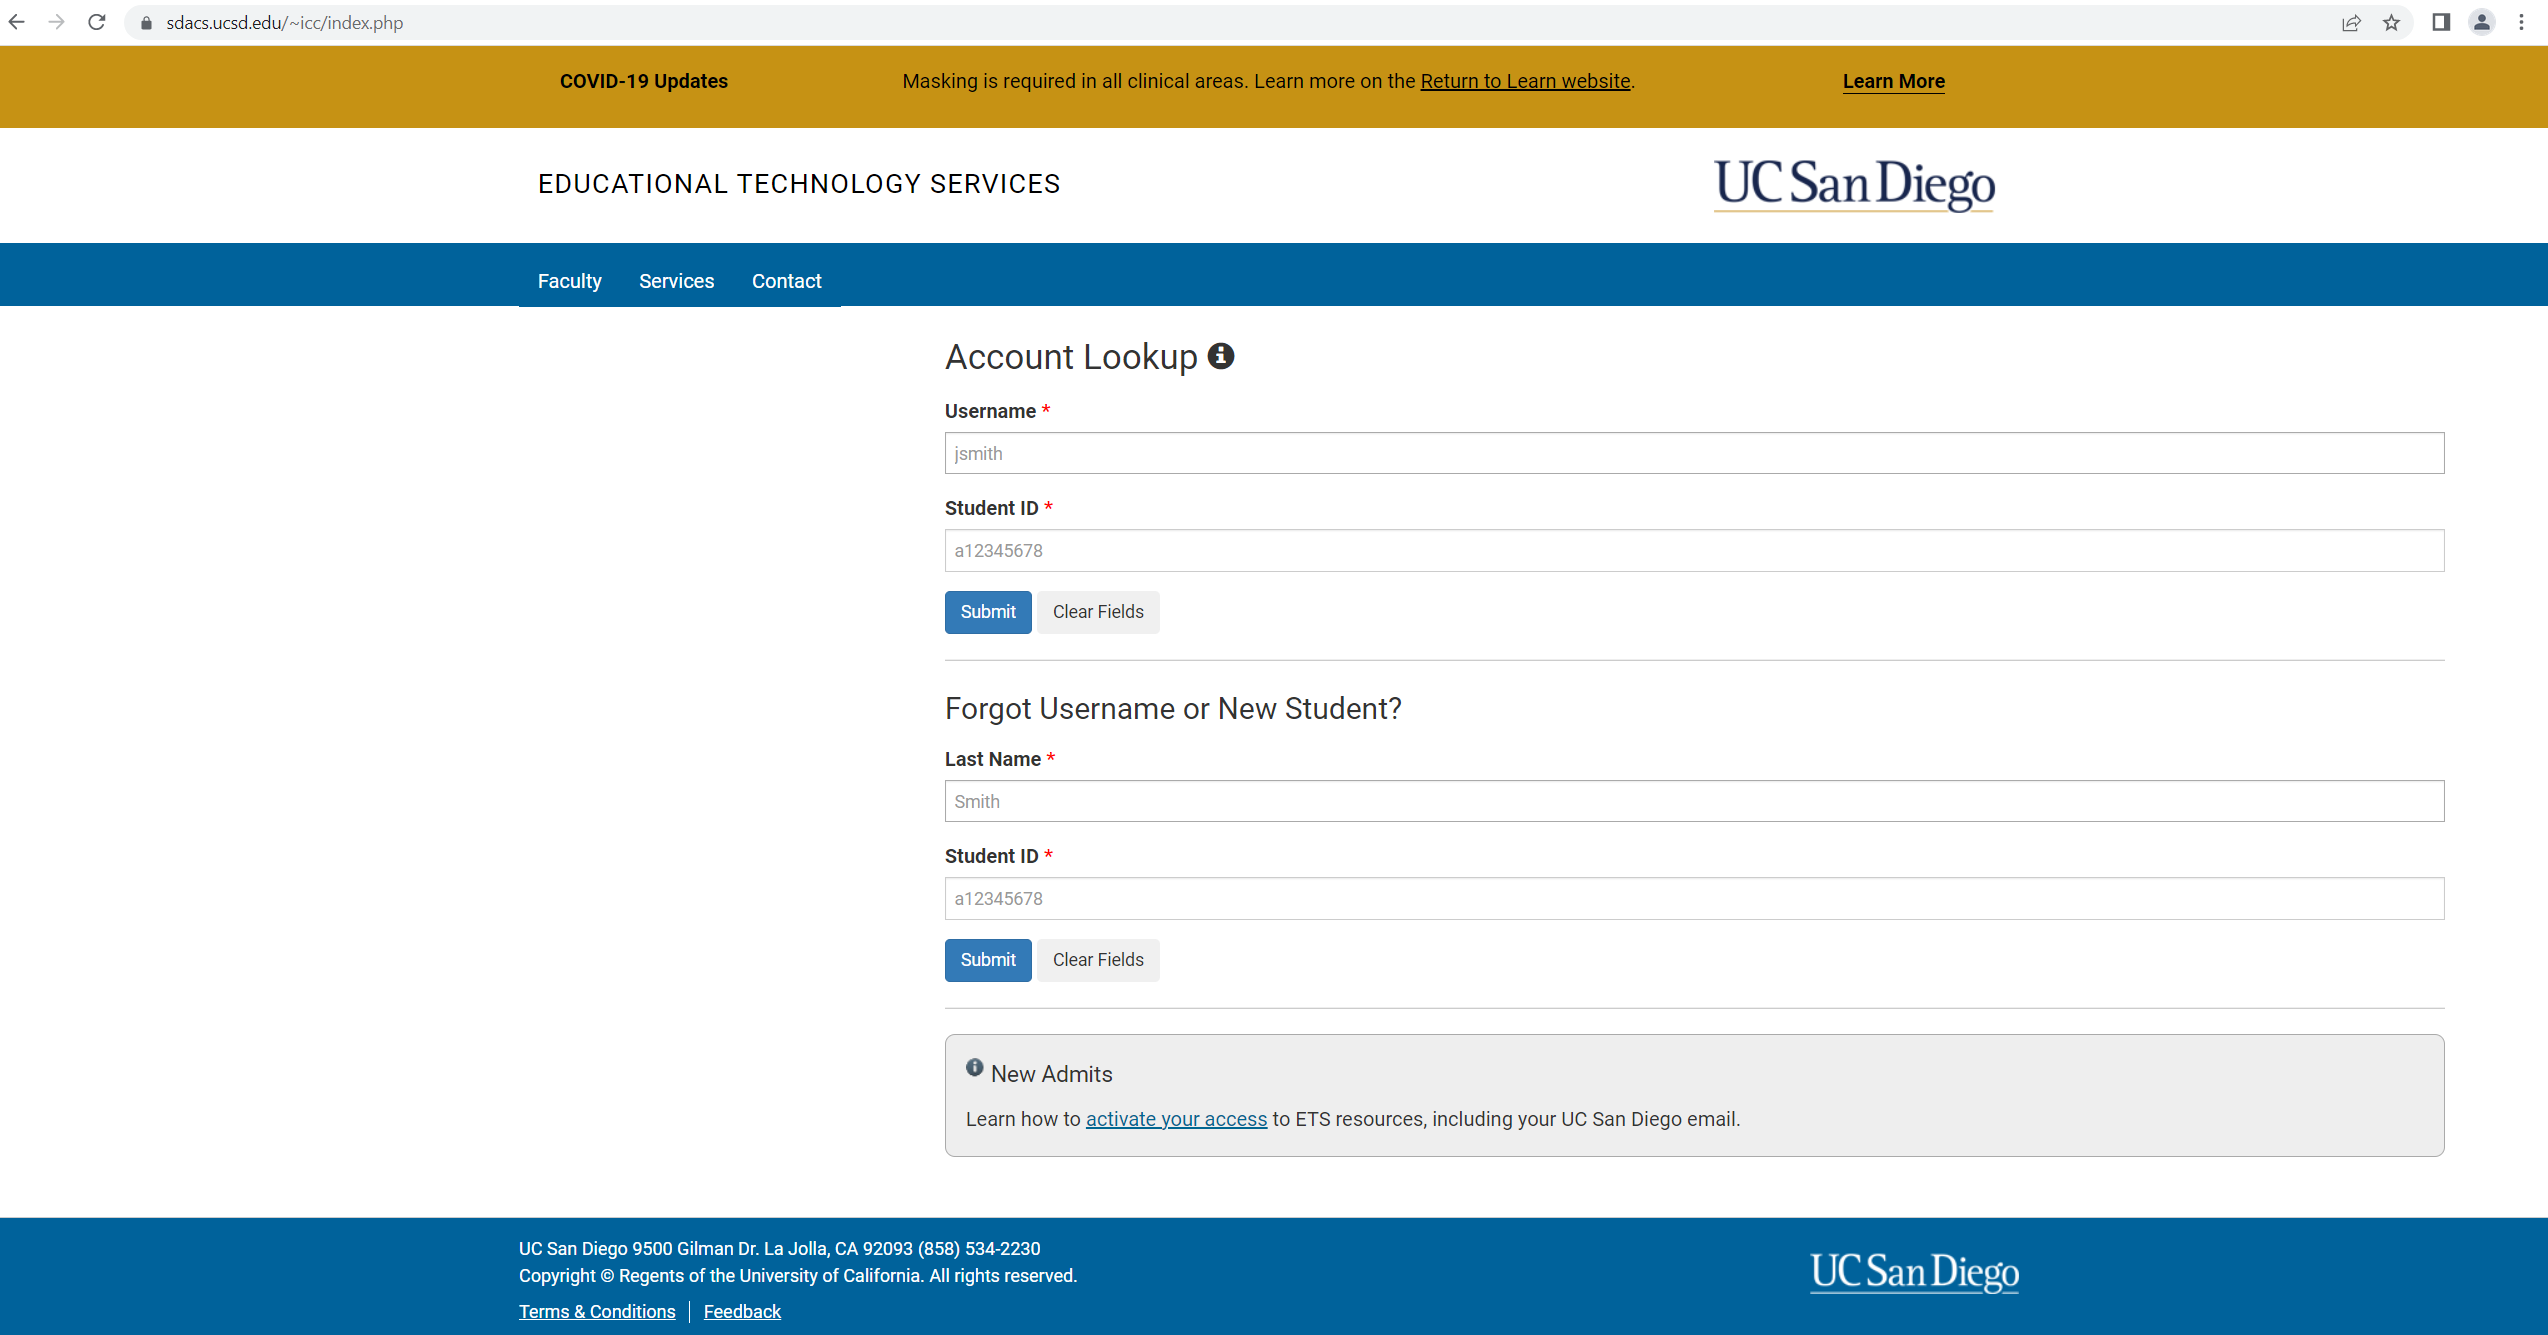 sdacs.ucsd.edu/~icc/index.php
COVID-19 Updates Masking is required in all clinical areas. Learn more on the Return to Learn website. Learn More
EDUCATIONAL TECHNOLOGY SERVICES UC San Diego
Faculty Services Contact
Account Lookup
Username *
jsmith
Student ID *
a12345678
Submit Clear Fields
Forgot Username or New Student?
Last Name *
Smith
Student ID *
a12345678
Submit Clear Fields
New Admits
Learn how to activate your access to ETS resources, including your UC San Diego email.
UC San Diego 9500 Gilman Dr. La Jolla, CA 92093 (858) 534-2230
Copyright © Regents of the University of California. All rights reserved.
Terms & Conditions Feedback
UC San Diego